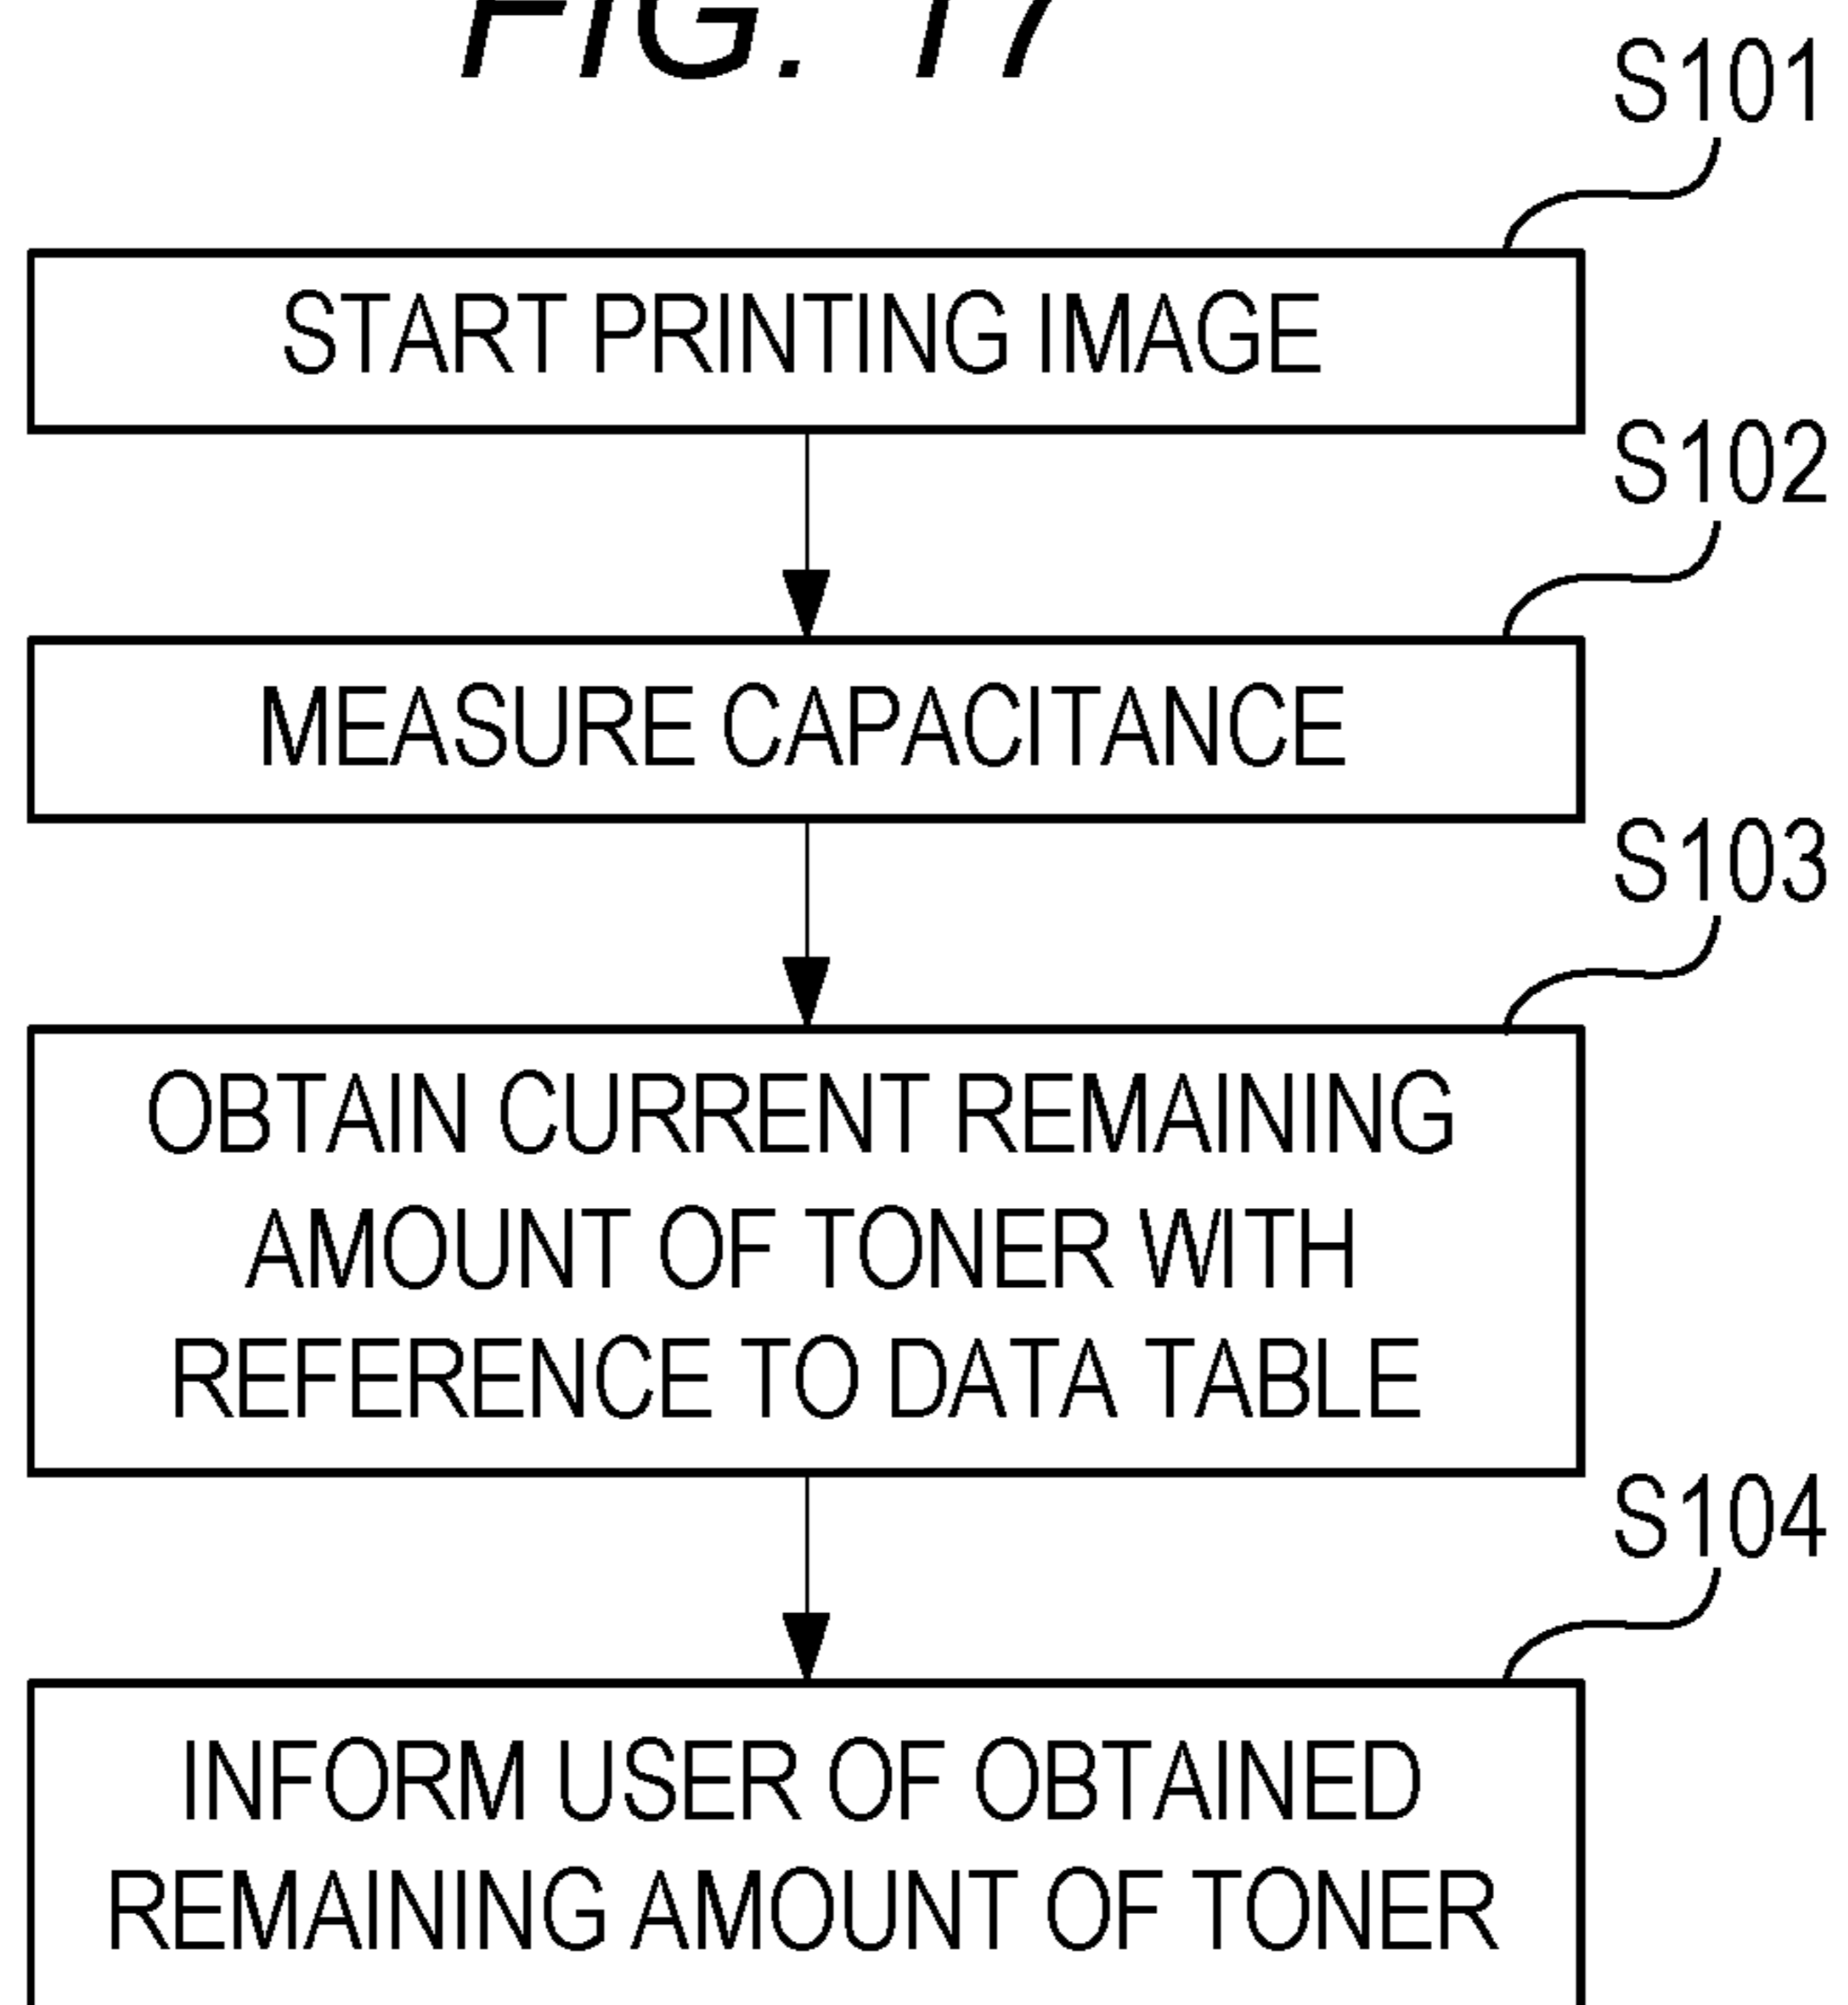 FIG. 17
S101
START PRINTING IMAGE
S102
MEASURE CAPACITANCE
S103
OBTAIN CURRENT REMAINING
AMOUNT OF TONER WITH
REFERENCE TO DATA TABLE
S104
INFORM USER OF OBTAINED
REMAINING AMOUNT OF TONER